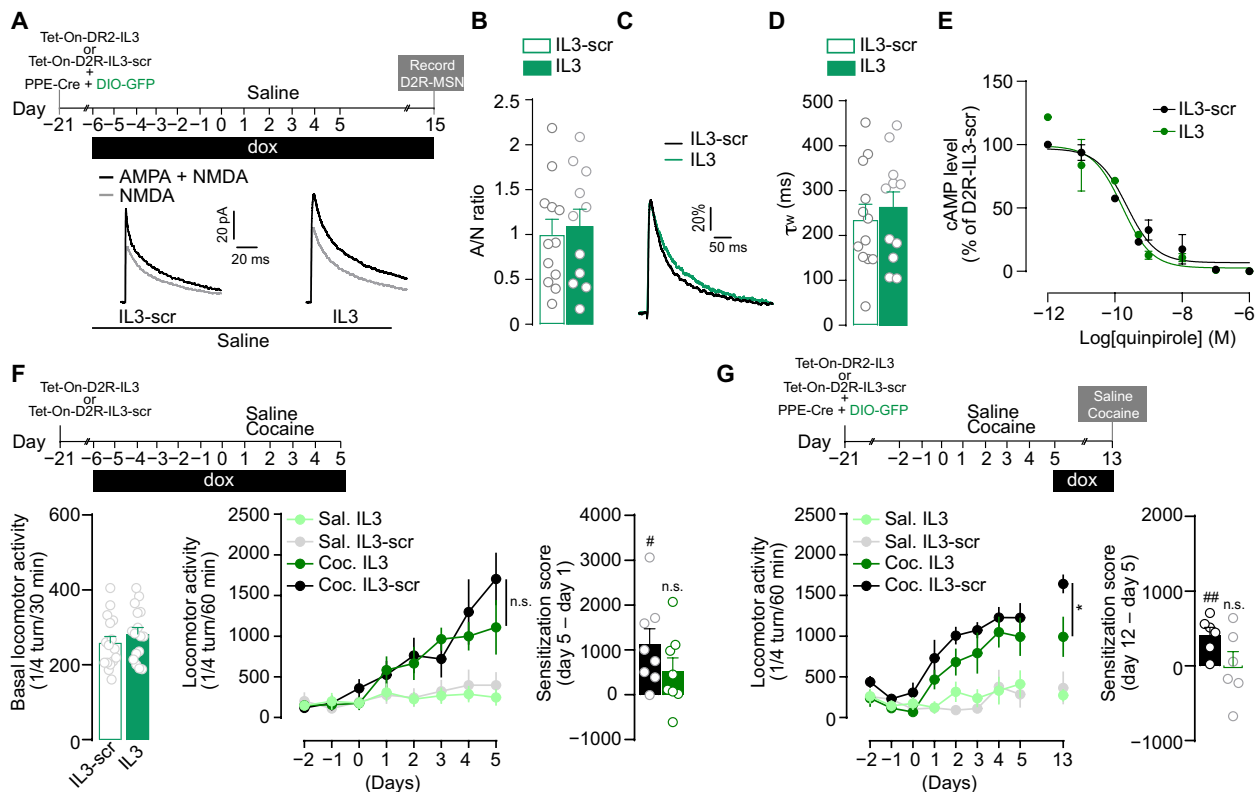 A
Tet-On-DR2-IL3
or
Tet-On-D2R-IL3-scr
+
PPE-Cre + DIO-GFP
Saline
Record
D2R-MSN
Day
−21 −6 −5 −4 −3 −2 −1 0 1 2 3 4 5 15
dox
AMPA + NMDA
NMDA
20 pA
20 ms
IL3-scr IL3
Saline
B
IL3-scr
IL3
A/N ratio
2.5
2
1.5
1
0.5
0
C
IL3-scr
IL3
20%
50 ms
D
IL3-scr
IL3
τw (ms)
500
400
300
200
100
0
E
IL3-scr
IL3
cAMP level
(% of D2R-IL3-scr)
150
100
50
0
−12 −10 −8 −6
Log[quinpirole] (M)
F
Tet-On-D2R-IL3
or
Tet-On-D2R-IL3-scr
Saline
Cocaine
Day
−21 −6 −5 −4 −3 −2 −1 0 1 2 3 4 5
dox
Basal locomotor activity
(1/4 turn/30 min)
600
400
200
0
IL3-scr IL3
Locomotor activity
(1/4 turn/60 min)
2500
2000
1500
1000
500
0
Sal. IL3
Sal. IL3-scr
Coc. IL3
Coc. IL3-scr
n.s.
−2 −1 0 1 2 3 4 5
(Days)
Sensitization score
(day 5 – day 1)
4000
3000
2000
1000
0
−1000
#
n.s.
G
Tet-On-DR2-IL3
or
Tet-On-D2R-IL3-scr
+
PPE-Cre + DIO-GFP
Saline
Cocaine
Saline
Cocaine
Day
−21 −2 −1 0 1 2 3 4 5 13
dox
Locomotor activity
(1/4 turn/60 min)
2500
2000
1500
1000
500
0
Sal. IL3
Sal. IL3-scr
Coc. IL3
Coc. IL3-scr
*
−2 −1 0 1 2 3 4 5 13
(Days)
Sensitization score
(day 12 – day 5)
2000
1000
0
−1000
##
n.s.